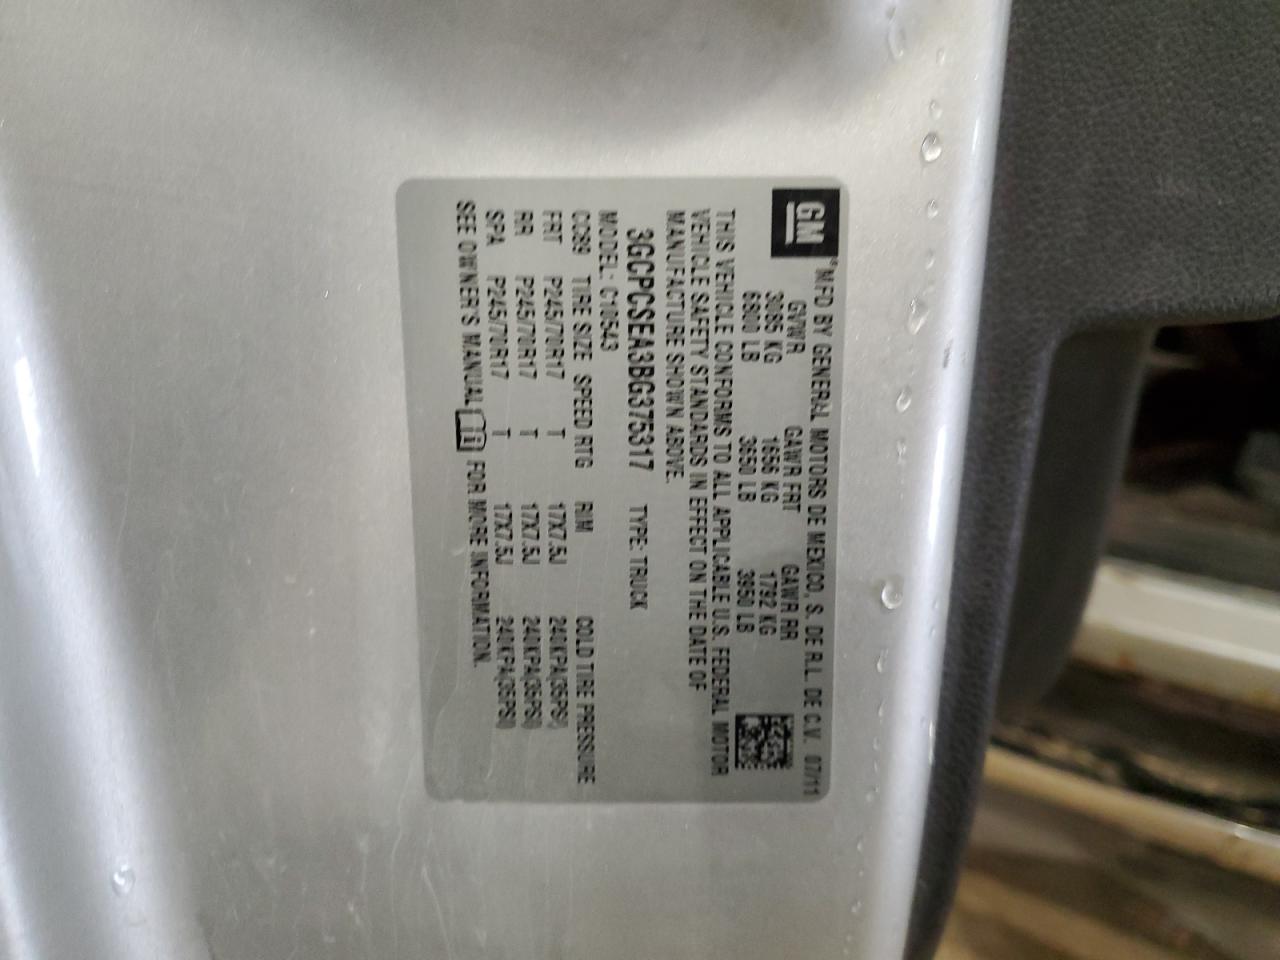 GM
MFD BY GENERAL MOTORS DE MEXICO, S. DE R.L. DE C.V. 07/11
GVWR GAWR FRT GAWR RR
3085 KG 1656 KG 1792 KG
6800 LB 3650 LB 3950 LB
THIS VEHICLE CONFORMS TO ALL APPLICABLE U.S. FEDERAL MOTOR
VEHICLE SAFETY STANDARDS IN EFFECT ON THE DATE OF
MANUFACTURE SHOWN ABOVE.
3GCPCSEA3BG375317 TYPE: TRUCK
MODEL: C10543
CC69 TIRE SIZE SPEED RTG RIM COLD TIRE PRESSURE
FRT P245/70R17 T 17X7.5J 240KPA(35PSI)
RR P245/70R17 T 17X7.5J 240KPA(35PSI)
SPA P245/70R17 T 17X7.5J 240KPA(35PSI)
SEE OWNER'S MANUAL FOR MORE INFORMATION.